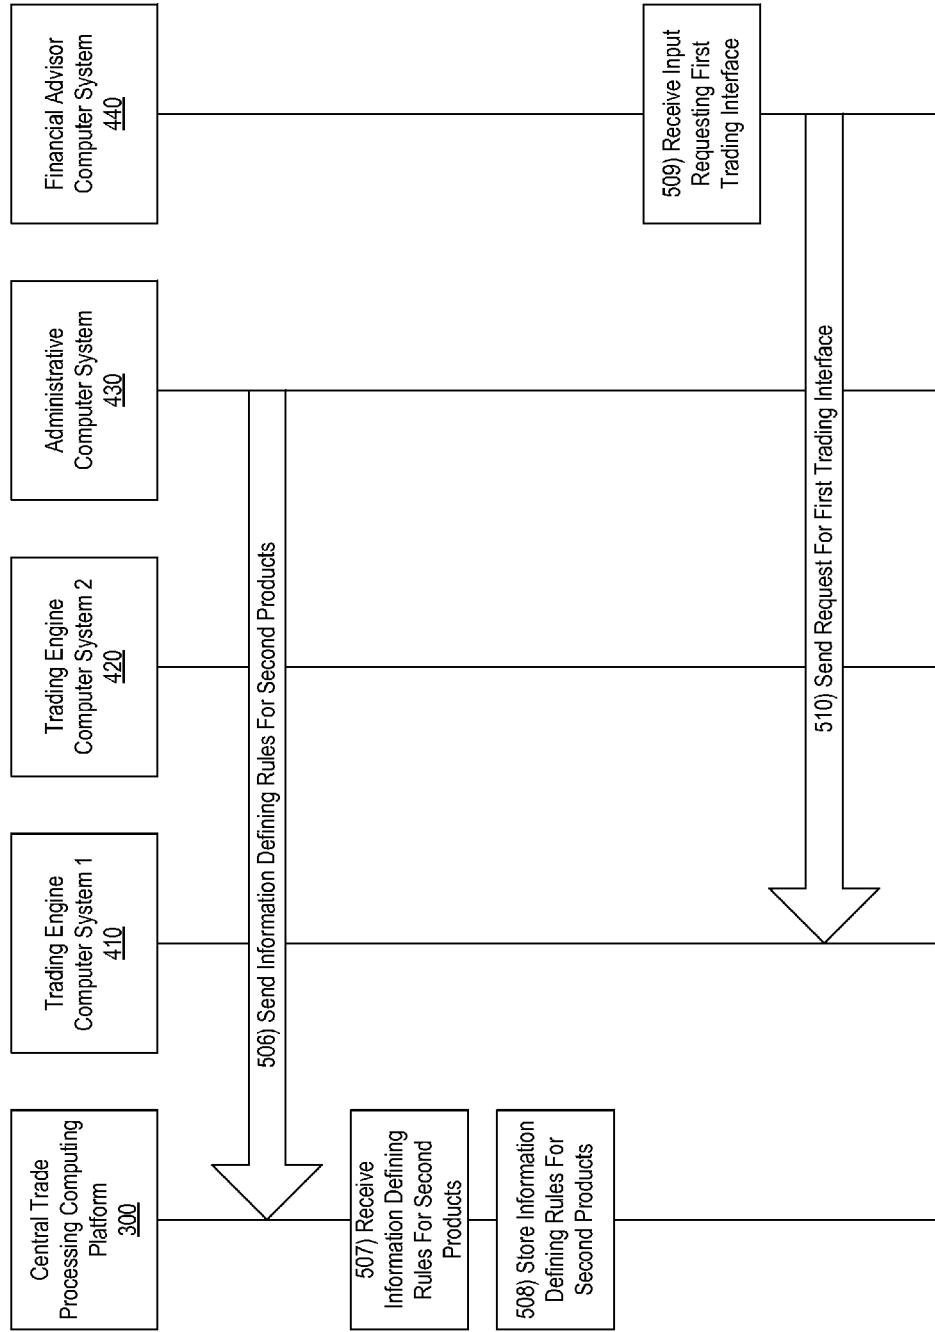 Central Trade
Processing Computing
Platform
300
Trading Engine
Computer System 1
410
Trading Engine
Computer System 2
420
Administrative
Computer System
430
Financial Advisor
Computer System
440
506) Send Information Defining Rules For Second Products
507) Receive
Information Defining
Rules For Second
Products
508) Store Information
Defining Rules For
Second Products
509) Receive Input
Requesting First
Trading Interface
510) Send Request For First Trading Interface